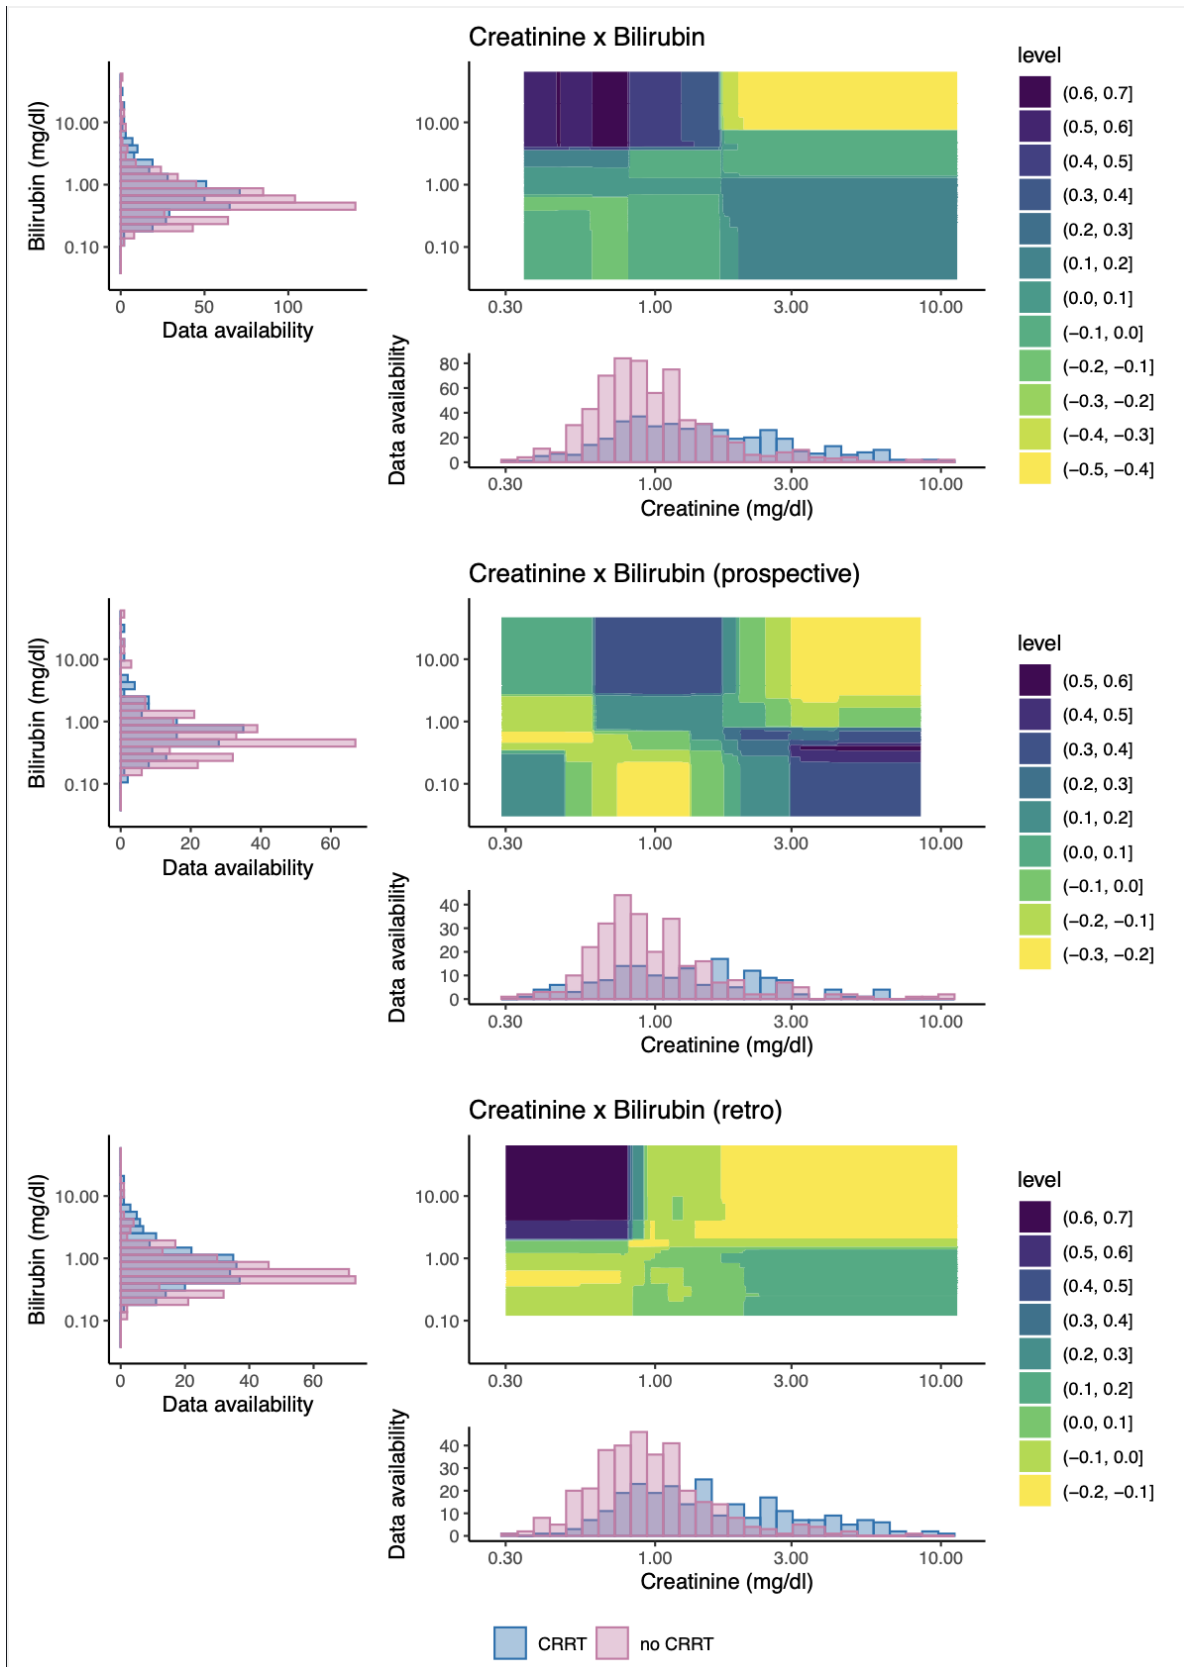 Creatinine x Bilirubin
Bilirubin (mg/dl)
10.00
1.00
0.10
0 50 100
Data availability
10.00
1.00
0.10
0.30 1.00 3.00 10.00
Data availability
80
60
40
20
0
0.30 1.00 3.00 10.00
Creatinine (mg/dl)
level
(0.6, 0.7]
(0.5, 0.6]
(0.4, 0.5]
(0.3, 0.4]
(0.2, 0.3]
(0.1, 0.2]
(0.0, 0.1]
(−0.1, 0.0]
(−0.2, −0.1]
(−0.3, −0.2]
(−0.4, −0.3]
(−0.5, −0.4]
Creatinine x Bilirubin (prospective)
Bilirubin (mg/dl)
10.00
1.00
0.10
0 20 40 60
Data availability
10.00
1.00
0.10
0.30 1.00 3.00 10.00
Data availability
40
30
20
10
0
0.30 1.00 3.00 10.00
Creatinine (mg/dl)
level
(0.5, 0.6]
(0.4, 0.5]
(0.3, 0.4]
(0.2, 0.3]
(0.1, 0.2]
(0.0, 0.1]
(−0.1, 0.0]
(−0.2, −0.1]
(−0.3, −0.2]
Creatinine x Bilirubin (retro)
Bilirubin (mg/dl)
10.00
1.00
0.10
0 20 40 60
Data availability
10.00
1.00
0.10
0.30 1.00 3.00 10.00
Data availability
40
30
20
10
0
0.30 1.00 3.00 10.00
Creatinine (mg/dl)
level
(0.6, 0.7]
(0.5, 0.6]
(0.4, 0.5]
(0.3, 0.4]
(0.2, 0.3]
(0.1, 0.2]
(0.0, 0.1]
(−0.1, 0.0]
(−0.2, −0.1]
CRRT no CRRT